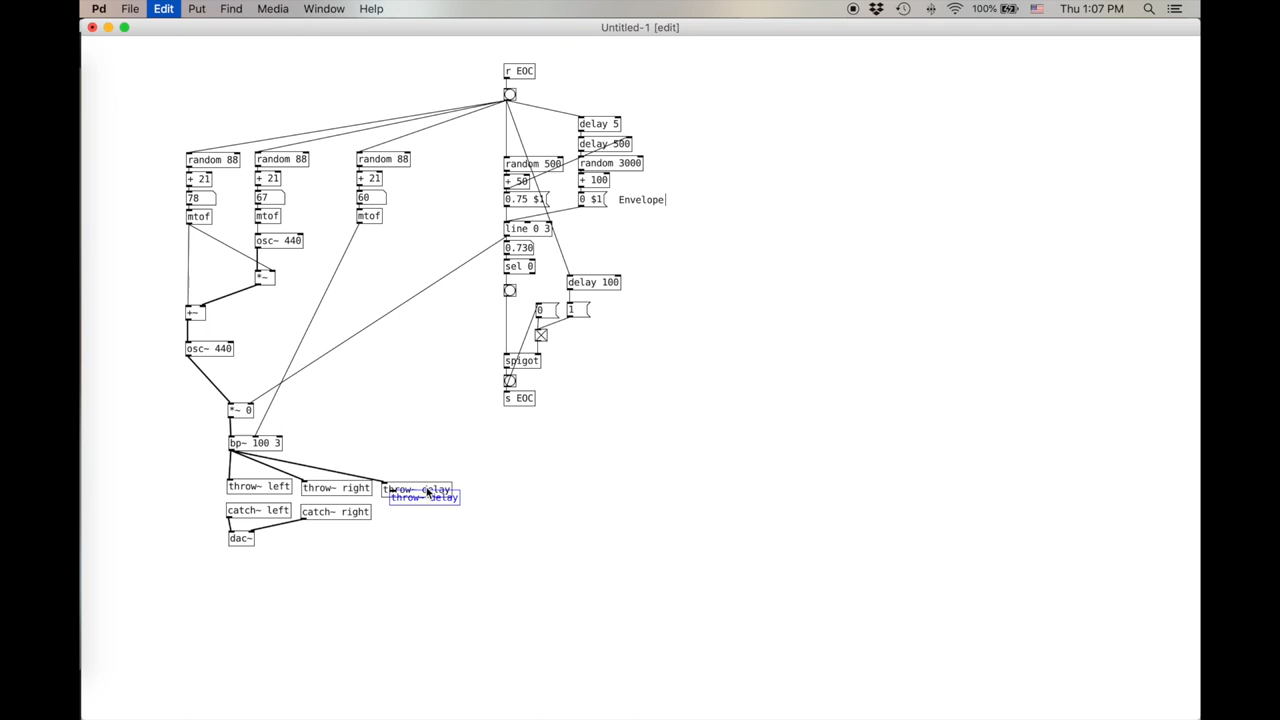 Pd File Edit Put Find Media Window Help 100% Thu 1:07 PM
Untitled-1 [edit]
r EOC
delay 5
delay 500
random 88 random 88 random 88 random 500 random 3000
+ 21 + 21 + 21 + 50 + 100
78 67 60 0.75 $1 0 $1 Envelope
mtof mtof mtof
line 0 3
osc~ 440
0.730
sel 0
*~
delay 100
0 1
+~
osc~ 440
spigot
s EOC
*~ 0
bp~ 100 3
throw~ left throw~ right throw~ delay
throw~ delay
catch~ left catch~ right
dac~